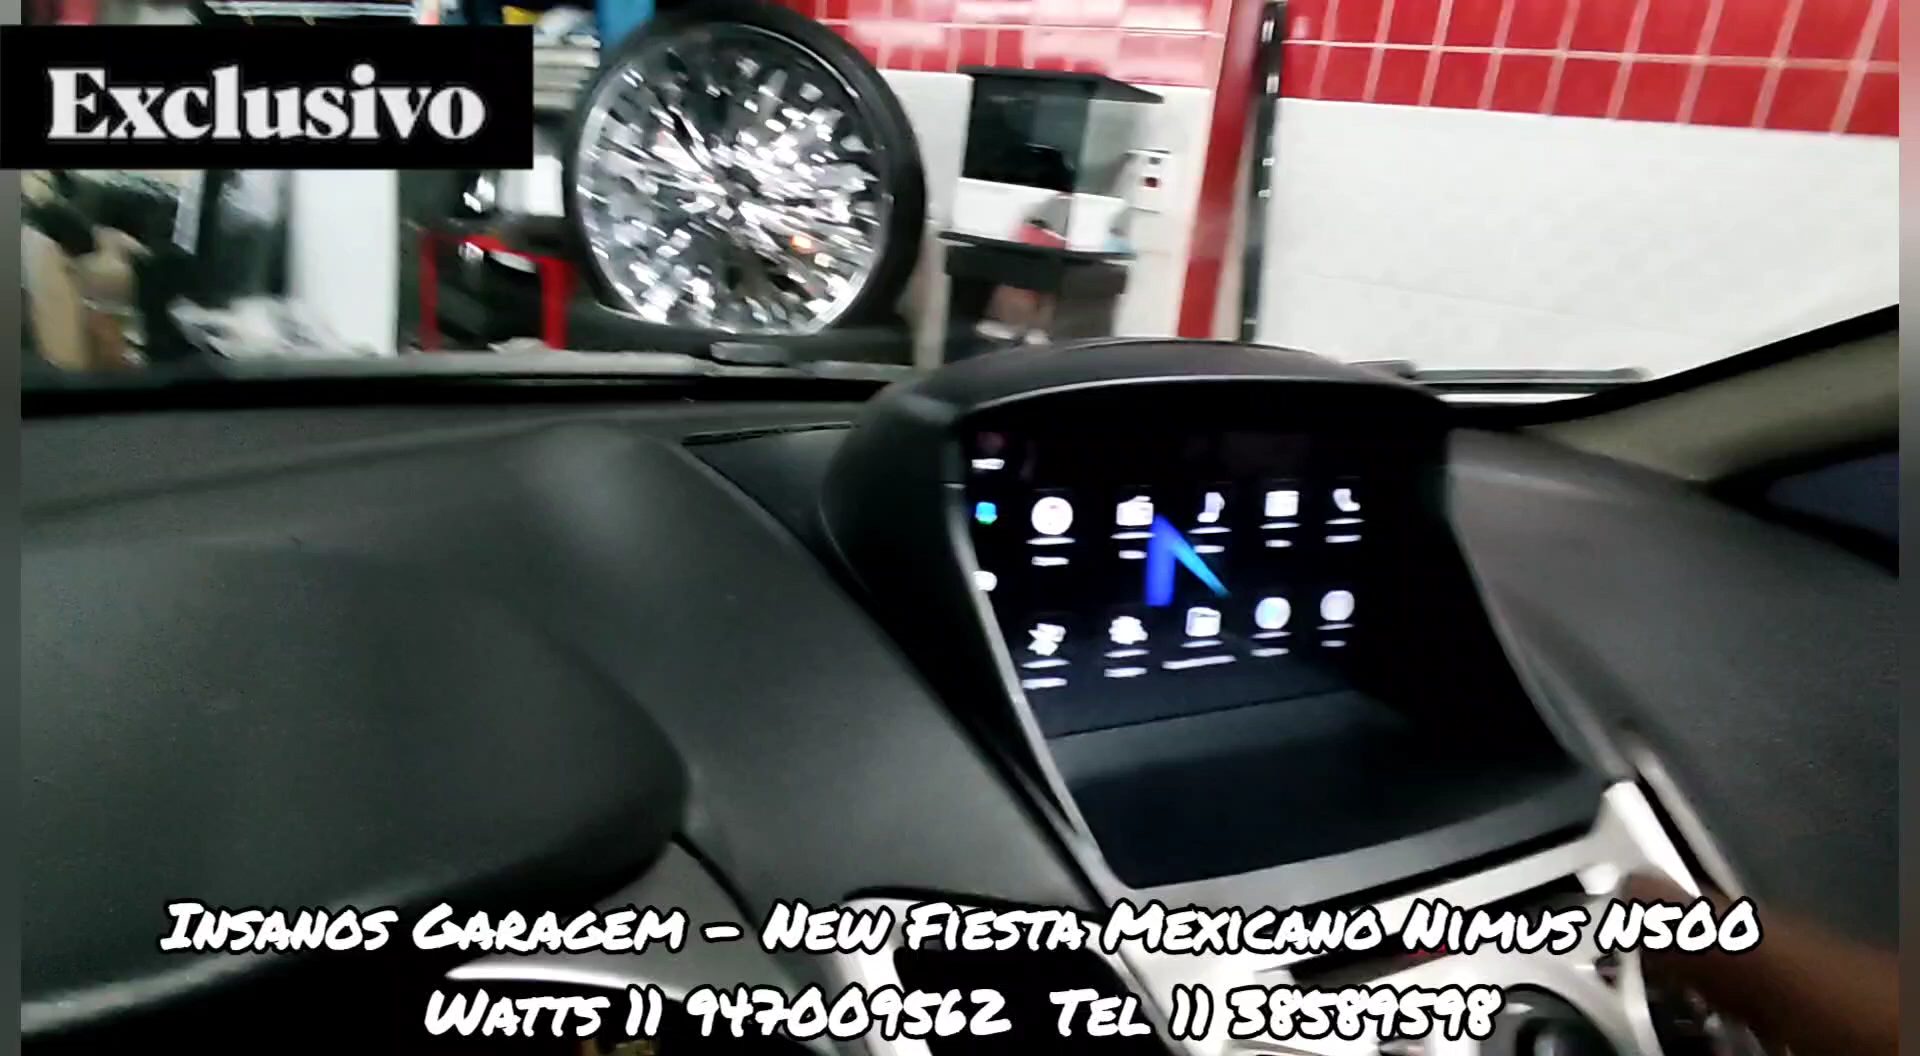 Exclusivo
Insanos Garagem - New Fiesta Mexicano Nimus N500
Watts 11 947009562 Tel 11 38589598